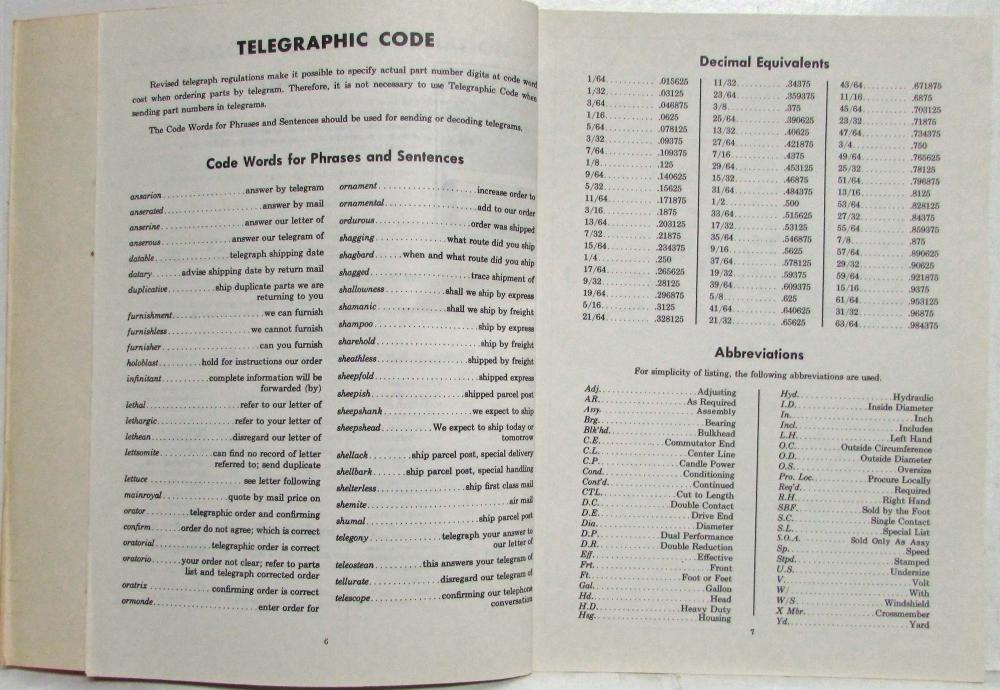 TELEGRAPHIC CODE
Revised telegraph regulations make it possible to specify actual part number digits at code word
cost when ordering parts by telegram. Therefore, it is not necessary to use Telegraphic Code when
sending part numbers in telegrams.
The Code Words for Phrases and Sentences should be used for sending or decoding telegrams.
Code Words for Phrases and Sentences
ansarion answer by telegram
anserated answer by mail
anserine answer our letter of
anserous answer our telegram of
datable telegraph shipping date
datary advise shipping date by return mail
duplicative ship duplicate parts we are
returning to you
furnishment we can furnish
furnishless we cannot furnish
furnisher can you furnish
holoblast hold for instructions our order
infinitant complete information will be
forwarded (by)
lethal refer to our letter of
lethargic refer to your letter of
lethean disregard our letter of
lettsomite can find no record of letter
referred to; send duplicate
lettuce see letter following
mainroyal quote by mail price on
orator telegraphic order and confirming
confirm order do not agree; which is correct
oratorial telegraphic order is correct
oratorio your order not clear; refer to parts
list and telegraph corrected order
oratrix confirming order is correct
ormonde enter order for
ornament increase order to
ornamental add to our order
ordurous order was shipped
shagging what route did you ship
shagbard when and what route did you ship
shagged trace shipment of
shallowness shall we ship by express
shamanic shall we ship by freight
shampoo ship by express
sharehold ship by freight
sheathless shipped by freight
sheepfold shipped express
sheepish shipped parcel post
sheepshank we expect to ship
sheepshead We expect to ship today or
tomorrow
shellack ship parcel post, special delivery
shellbark ship parcel post, special handling
shelterless ship first class mail
shemite air mail
shumal ship parcel post
telegony telegraph your answer to
our letter of
teleostean this answers your telegram of
tellurate disregard our telegram of
telescope confirming our telephone
conversation
6
Decimal Equivalents
1/64 .015625
1/32 .03125
3/64 .046875
1/16 .0625
5/64 .078125
3/32 .09375
7/64 .109375
1/8 .125
9/64 .140625
5/32 .15625
11/64 .171875
3/16 .1875
13/64 .203125
7/32 .21875
15/64 .234375
1/4 .250
17/64 .265625
9/32 .28125
19/64 .296875
5/16 .3125
21/64 .328125
11/32 .34375
23/64 .359375
3/8 .375
25/64 .390625
13/32 .40625
27/64 .421875
7/16 .4375
29/64 .453125
15/32 .46875
31/64 .484375
1/2 .500
33/64 .515625
17/32 .53125
35/64 .546875
9/16 .5625
37/64 .578125
19/32 .59375
39/64 .609375
5/8 .625
41/64 .640625
21/32 .65625
43/64 .671875
11/16 .6875
45/64 .703125
23/32 .71875
47/64 .734375
3/4 .750
49/64 .765625
25/32 .78125
51/64 .796875
13/16 .8125
53/64 .828125
27/32 .84375
55/64 .859375
7/8 .875
57/64 .890625
29/32 .90625
59/64 .921875
15/16 .9375
61/64 .953125
31/32 .96875
63/64 .984375
Abbreviations
For simplicity of listing, the following abbreviations are used.
Adj. Adjusting
AR. As Required
Assy. Assembly
Brg. Bearing
Blk'hd. Bulkhead
C.E. Commutator End
C.L. Center Line
C.P. Candle Power
Cond. Conditioning
Cont'd. Continued
CTL. Cut to Length
D.C. Double Contact
D.E. Drive End
Dia. Diameter
D.P. Dual Performance
D.R. Double Reduction
Eff. Effective
Frt. Front
Ft. Foot or Feet
Gal. Gallon
Hd. Head
H.D. Heavy Duty
Hsg. Housing
Hyd. Hydraulic
I.D. Inside Diameter
In. Inch
Incl. Includes
L.H. Left Hand
O.C. Outside Circumference
O.D. Outside Diameter
O.S. Oversize
Pro. Loc. Procure Locally
Req'd. Required
R.H. Right Hand
SBF. Sold by the Foot
S.C. Single Contact
S.L. Special List
S.O.A. Sold Only As Assy
Sp. Speed
Stpd. Stamped
U.S. Undersize
V. Volt
W/ With
W/S Windshield
X Mbr. Crossmember
Yd. Yard
7